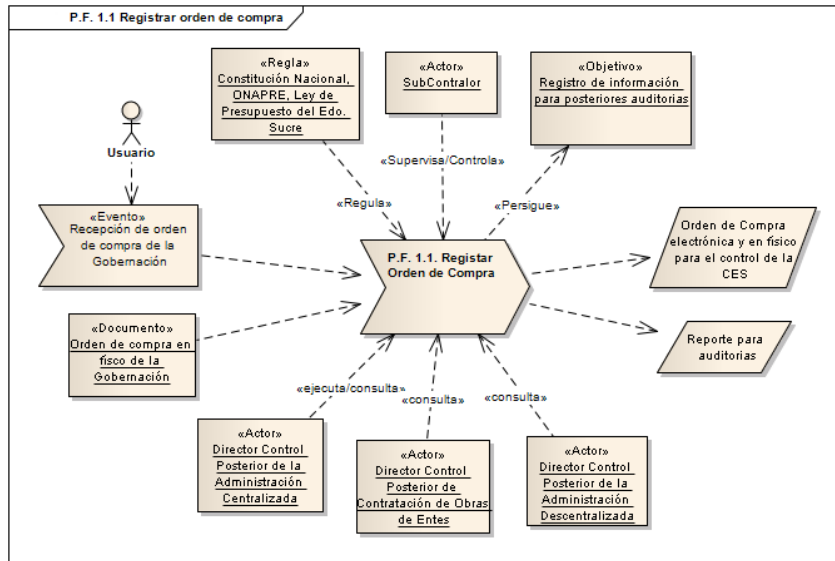 P.F. 1.1 Registrar orden de compra
«Regla»
Constitución Nacional,
ONAPRE, Ley de
Presupuesto del Edo.
Sucre
«Actor»
SubContralor
«Objetivo»
Registro de información
para posteriores auditorias
Usuario
«Supervisa/Controla»
«Regula»
«Persigue»
«Evento»
Recepción de orden
de compra de la
Gobernación
P.F. 1.1. Registar
Orden de Compra
Orden de Compra
electrónica y en físico
para el control de la
CES
«Documento»
Orden de compra en
fisco de la
Gobernación
Reporte para
auditorias
«ejecuta/consulta»
«consulta»
«consulta»
«Actor»
Director Control
Posterior de la
Administración
Centralizada
«Actor»
Director Control
Posterior de
Contratación de Obras
de Entes
«Actor»
Director Control
Posterior de la
Administración
Descentralizada